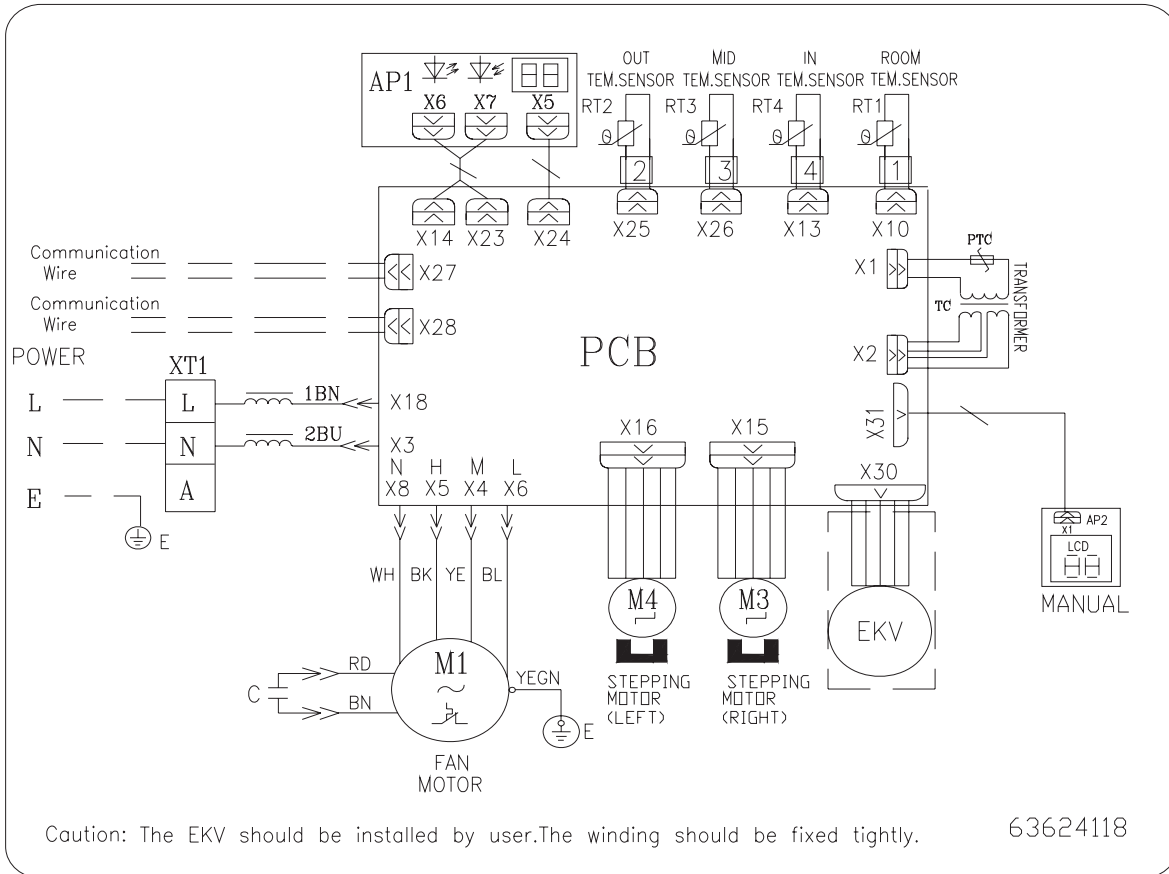 OUT MID IN ROOM
TEM.SENSOR TEM.SENSOR TEM.SENSOR TEM.SENSOR
AP1
X6 X7 X5
RT2 RT3 RT4 RT1
θ θ θ θ
2 3 4 1
X14 X23 X24 X25 X26 X13 X10
Communication
Wire
X27
X1
PTC
TRANSFORMER
TC
Communication
Wire
X28
X2
PCB
POWER
XT1
L L 1BN X18
N N 2BU X3
E A
E
X31
X16 X15
X30
N H M L
X8 X5 X4 X6
WH BK YE BL
AP2
X1
LCD
MANUAL
M4 M3
EKV
STEPPING
MOTOR
(LEFT)
STEPPING
MOTOR
(RIGHT)
RD
C
BN
M1
~
YEGN
E
FAN
MOTOR
Caution: The EKV should be installed by user.The winding should be fixed tightly.
63624118